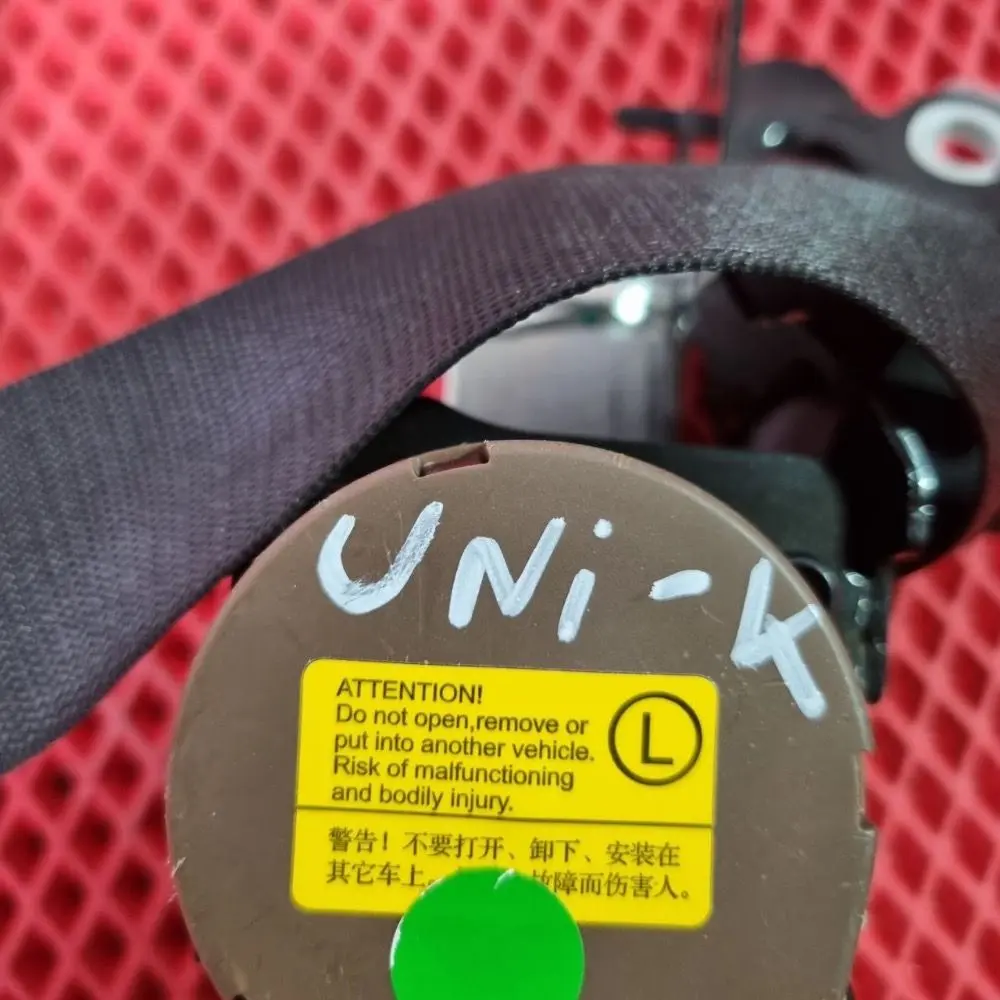 UNi-K
ATTENTION!
Do not open,remove or
put into another vehicle.
Risk of malfunctioning
and bodily injury.
L
警告！不要打开、卸下、安装在
其它车上。 故障而伤害人。